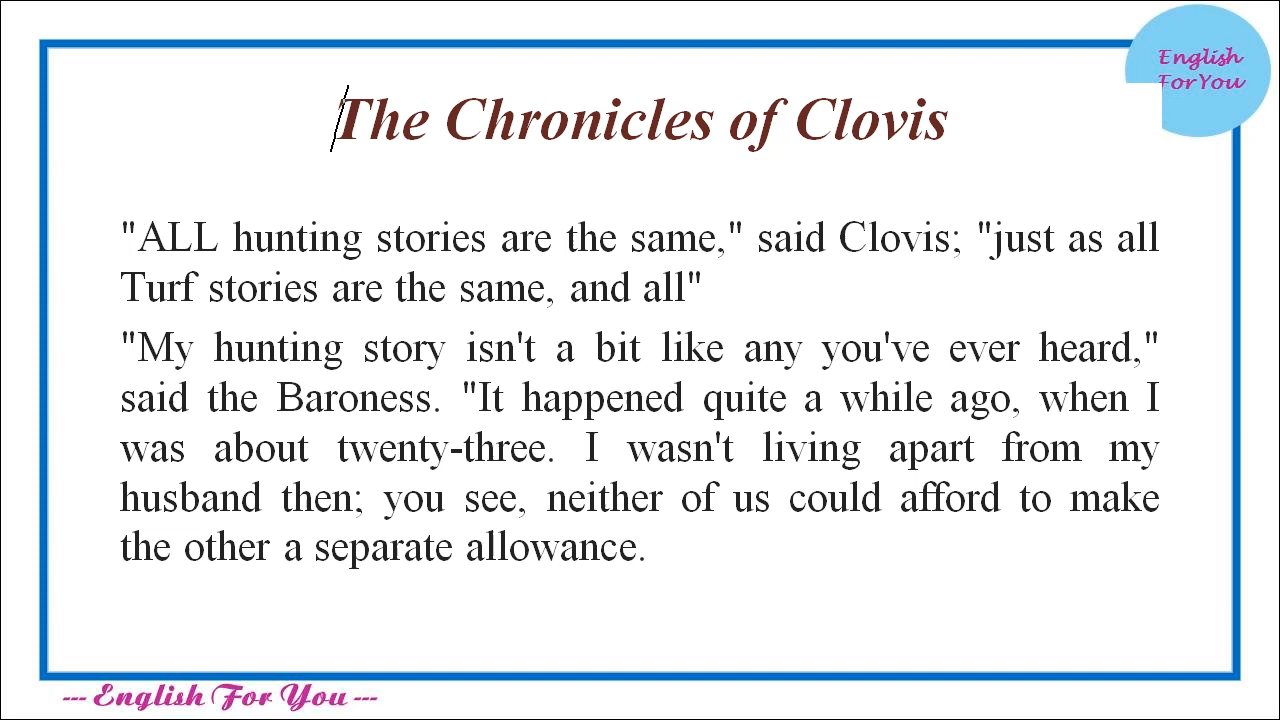 English
ForYou
The Chronicles of Clovis
"ALL hunting stories are the same," said Clovis; "just as all
Turf stories are the same, and all"
"My hunting story isn't a bit like any you've ever heard,"
said the Baroness. "It happened quite a while ago, when I
was about twenty-three. I wasn't living apart from my
husband then; you see, neither of us could afford to make
the other a separate allowance.
--- English For You ---